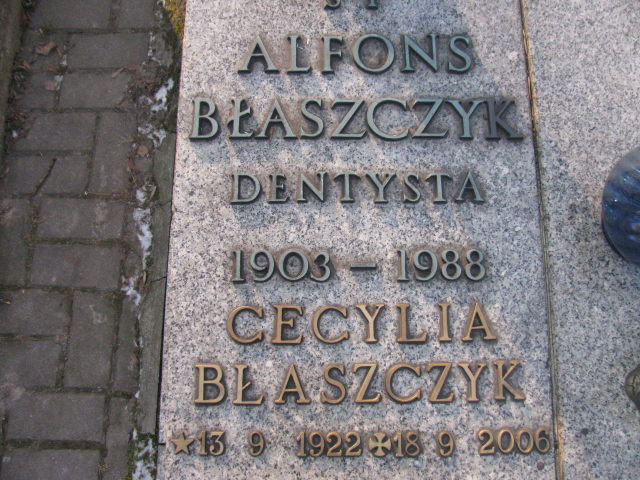 ALFONS
BŁASZCZYK
DENTYSTA
1903 – 1988
CECYLIA
BŁASZCZYK
★13 9 1922 ✠18 9 2006